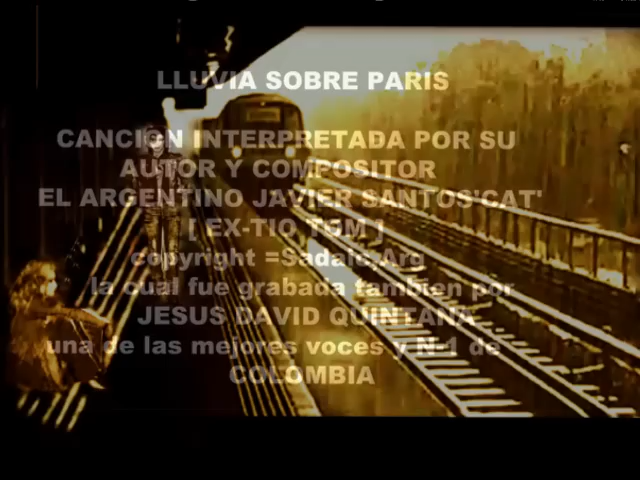 LLUVIA SOBRE PARIS
CANCION INTERPRETADA POR SU
AUTOR Y COMPOSITOR
EL ARGENTINO JAVIER SANTOS'CAT'
[ EX-TIO TOM ]
copyright =Sadaic,Arg
la cual fue grabada tambien por
JESUS DAVID QUINTANA
una de las mejores voces y N-1 de
COLOMBIA